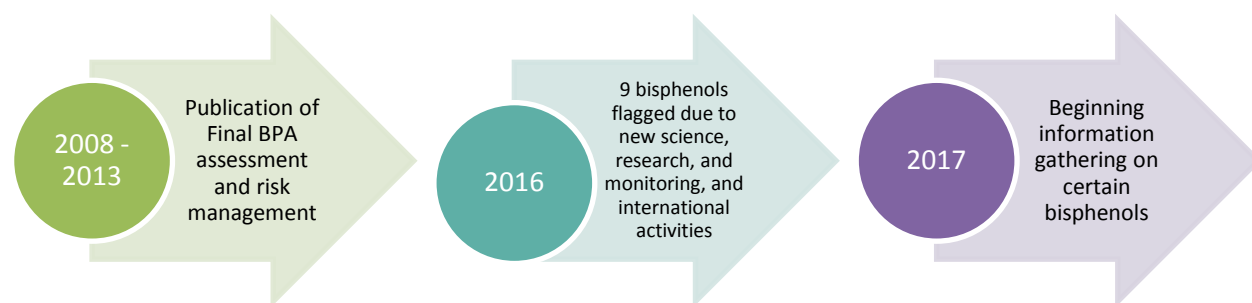 2008 -
2013
Publication of
Final BPA
assessment
and risk
management
2016
9 bisphenols
flagged due to
new science,
research, and
monitoring, and
international
activities
2017
Beginning
information
gathering on
certain
bisphenols